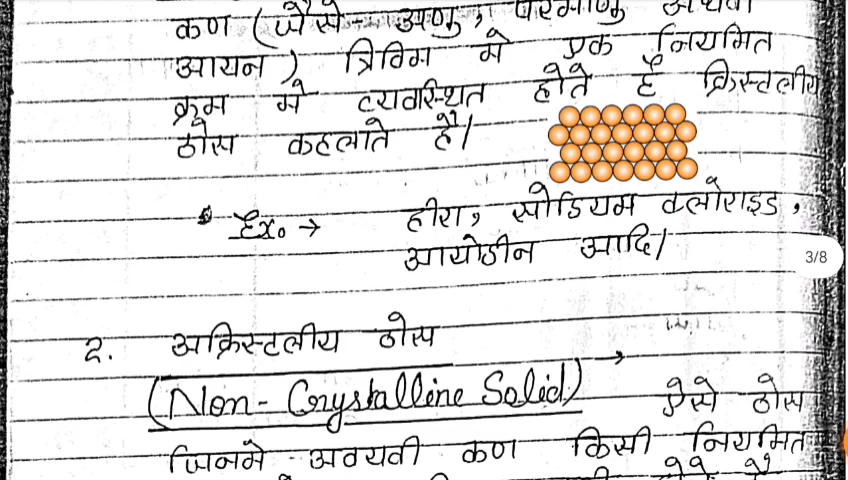 कण (जैसे- अणु, परमाणु अथवा
आयन) त्रिविम मे एक नियमित
क्रम मे व्यवस्थित होते है क्रिस्टलीय
ठोस कहलाते है।
Ex. → हीरा, सोडियम क्लोराइड,
आयोडीन आदि।
3/8
2. अक्रिस्टलीय ठोस
(Non-Crystalline Solid) →
ऐसे ठोस
जिनमे अवयवी कण किसी नियमित